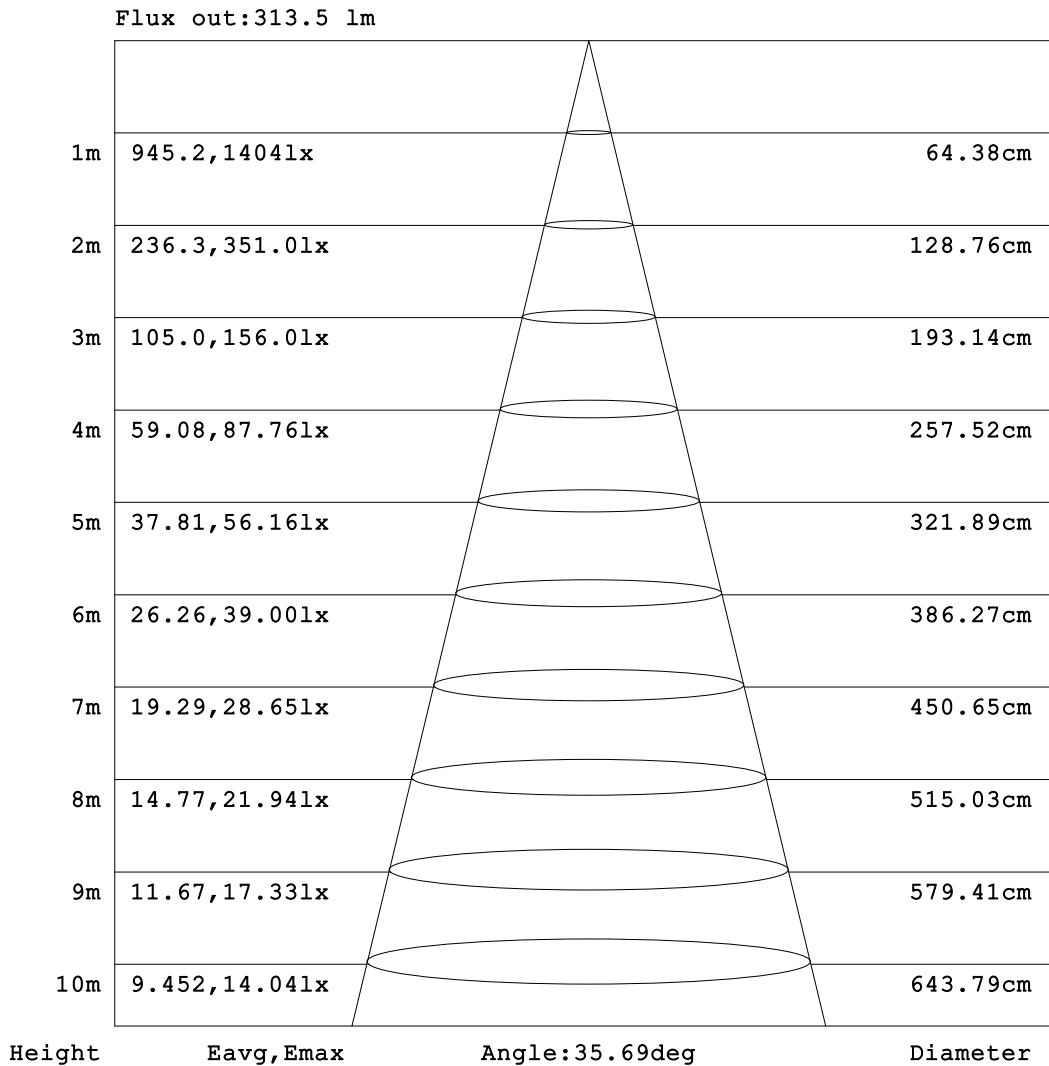 Flux out:313.5 lm
1m 945.2,1404lx 64.38cm
2m 236.3,351.0lx 128.76cm
3m 105.0,156.0lx 193.14cm
4m 59.08,87.76lx 257.52cm
5m 37.81,56.16lx 321.89cm
6m 26.26,39.00lx 386.27cm
7m 19.29,28.65lx 450.65cm
8m 14.77,21.94lx 515.03cm
9m 11.67,17.33lx 579.41cm
10m 9.452,14.04lx 643.79cm
Height Eavg,Emax Angle:35.69deg Diameter